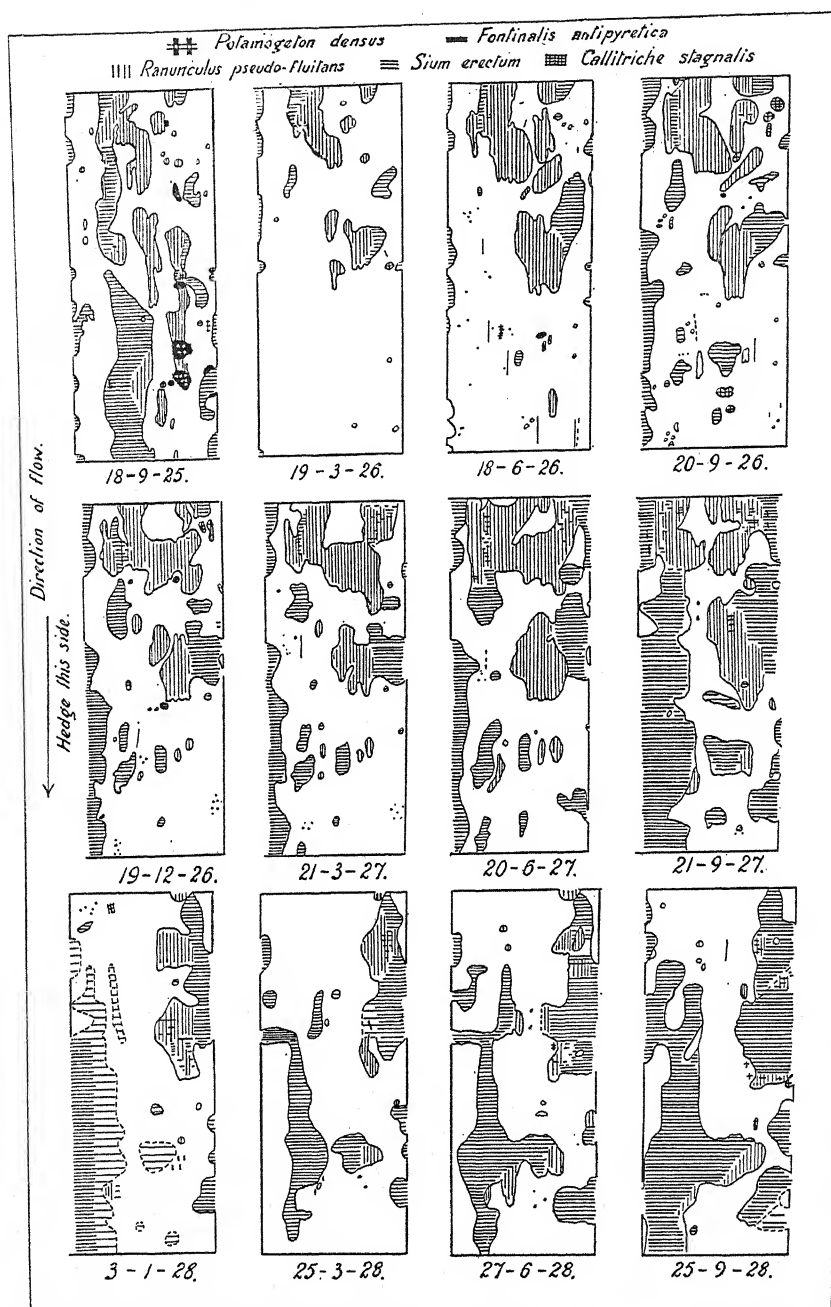 Potamogeton densus Fontinalis antipyretica
Ranunculus pseudo-fluitans Sium erectum Callitriche stagnalis
18-9-25. 19-3-26. 18-6-26. 20-9-26.
Direction of flow.
Hedge this side.
19-12-26. 21-3-27. 20-6-27. 21-9-27.
3-1-28. 25-3-28. 27-6-28. 25-9-28.